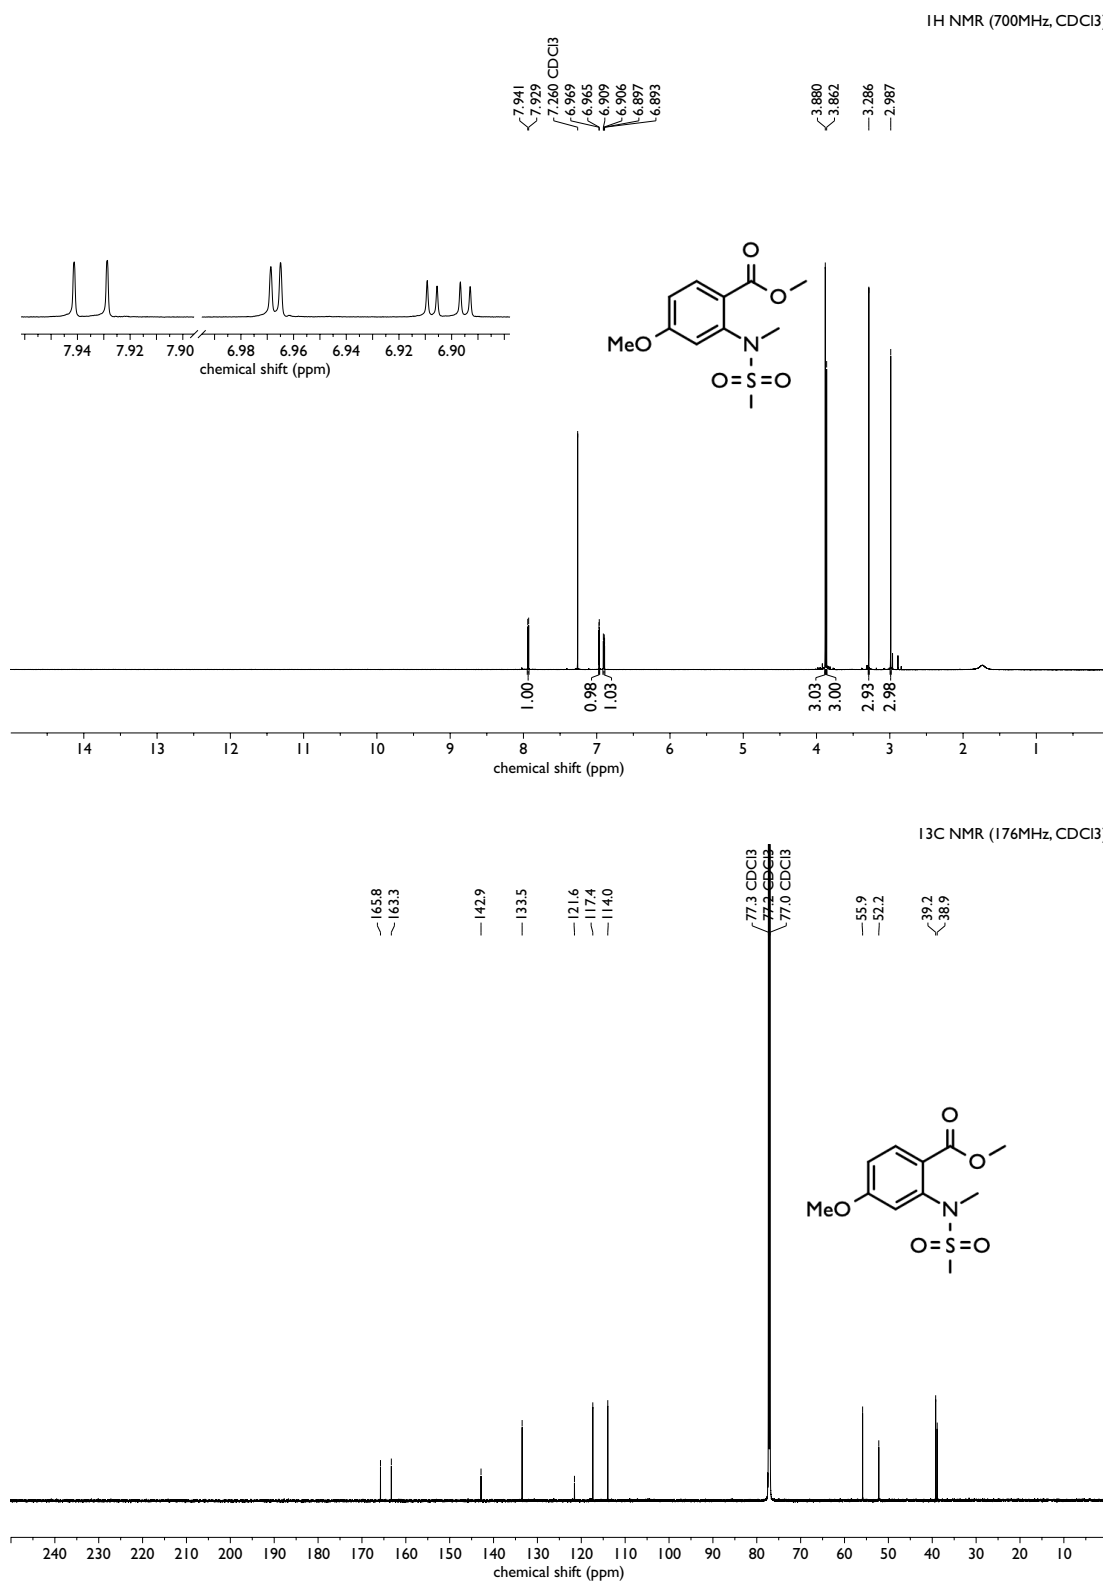 1H NMR (700MHz, CDCl3)
7.941
7.929
7.260 CDCl3
6.969
6.965
6.909
6.906
6.897
6.893
3.880
3.862
3.286
2.987
O
O
MeO
N
O=S=O
7.94 7.92 7.90 6.98 6.96 6.94 6.92 6.90
chemical shift (ppm)
1.00
0.98
1.03
3.03
3.00
2.93
2.98
14 13 12 11 10 9 8 7 6 5 4 3 2 1
chemical shift (ppm)
13C NMR (176MHz, CDCl3)
165.8
163.3
142.9
133.5
121.6
117.4
114.0
77.3 CDCl3
77.2 CDCl3
77.0 CDCl3
55.9
52.2
39.2
38.9
O
O
MeO
N
O=S=O
240 230 220 210 200 190 180 170 160 150 140 130 120 110 100 90 80 70 60 50 40 30 20 10
chemical shift (ppm)